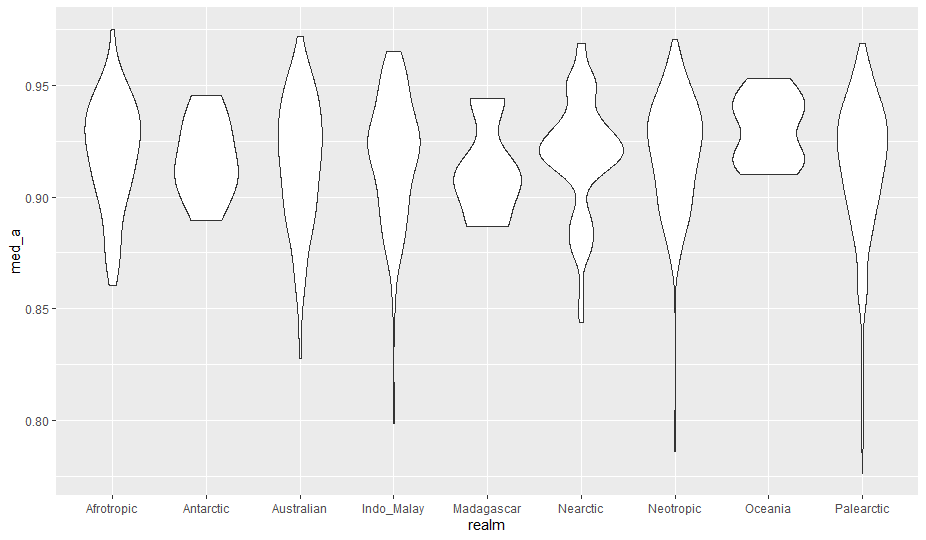 0.95
0.90
0.85
0.80
med_a
Afrotropic Antarctic Australian Indo_Malay Madagascar Nearctic Neotropic Oceania Palearctic
realm